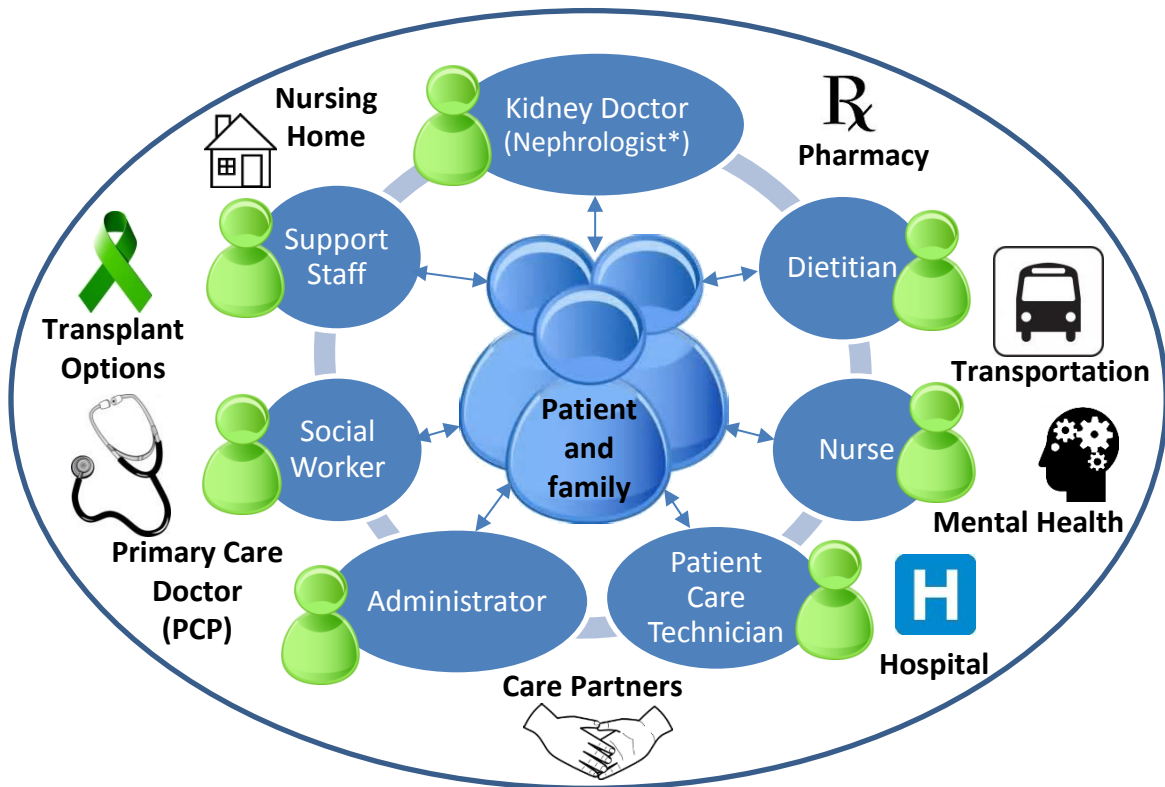 Nursing
Home
Kidney Doctor
(Nephrologist*)
Rx
Pharmacy
Support
Staff
Dietitian
Transplant
Options
Transportation
Patient
and
family
Social
Worker
Nurse
Mental Health
Primary Care
Doctor
(PCP)
Administrator
Patient
Care
Technician
H
Hospital
Care Partners